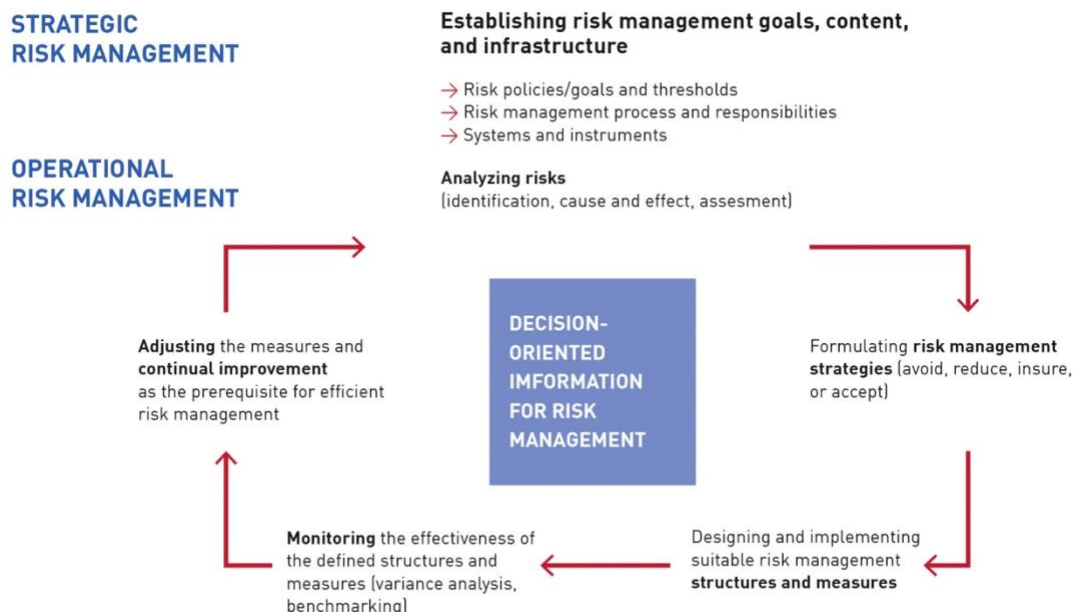 STRATEGIC
RISK MANAGEMENT
Establishing risk management goals, content,
and infrastructure
→ Risk policies/goals and thresholds
→ Risk management process and responsibilities
→ Systems and instruments
OPERATIONAL
RISK MANAGEMENT
Analyzing risks
(identification, cause and effect, assesment)
DECISION-
ORIENTED
IMFORMATION
FOR RISK
MANAGEMENT
Formulating risk management
strategies (avoid, reduce, insure,
or accept)
Designing and implementing
suitable risk management
structures and measures
Monitoring the effectiveness of
the defined structures and
measures (variance analysis,
benchmarking)
Adjusting the measures and
continual improvement
as the prerequisite for efficient
risk management